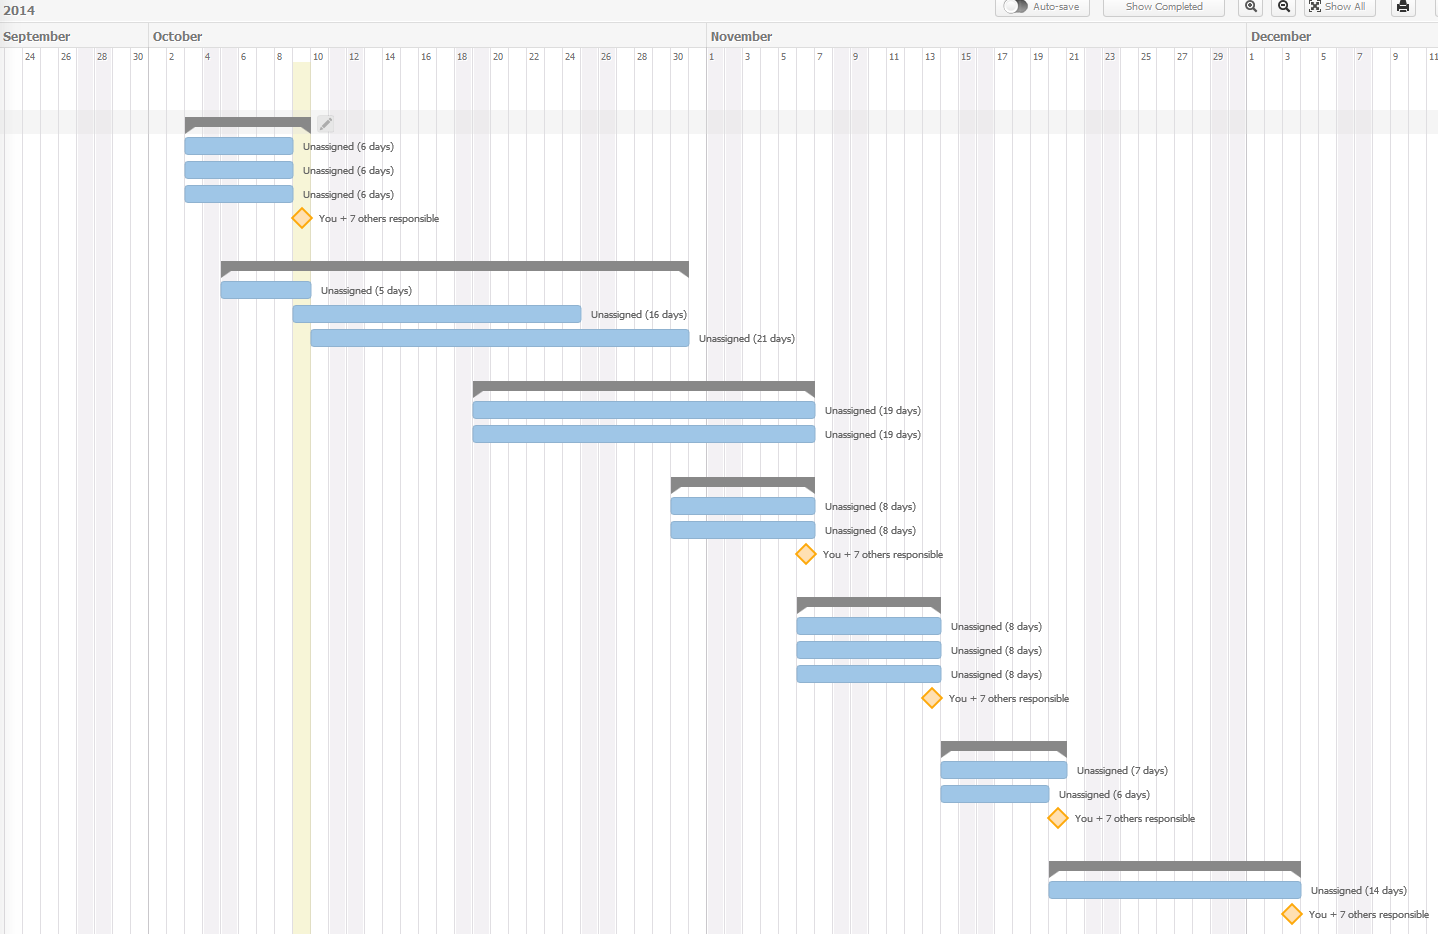 2014
Auto-save Show Completed Show All
September October November December
24 26 28 30 2 4 6 8 10 12 14 16 18 20 22 24 26 28 30 1 3 5 7 9 11 13 15 17 19 21 23 25 27 29 1 3 5 7 9 11
Unassigned (6 days)
Unassigned (6 days)
Unassigned (6 days)
You + 7 others responsible
Unassigned (5 days)
Unassigned (16 days)
Unassigned (21 days)
Unassigned (19 days)
Unassigned (19 days)
Unassigned (8 days)
Unassigned (8 days)
You + 7 others responsible
Unassigned (8 days)
Unassigned (8 days)
Unassigned (8 days)
You + 7 others responsible
Unassigned (7 days)
Unassigned (6 days)
You + 7 others responsible
Unassigned (14 days)
You + 7 others responsible